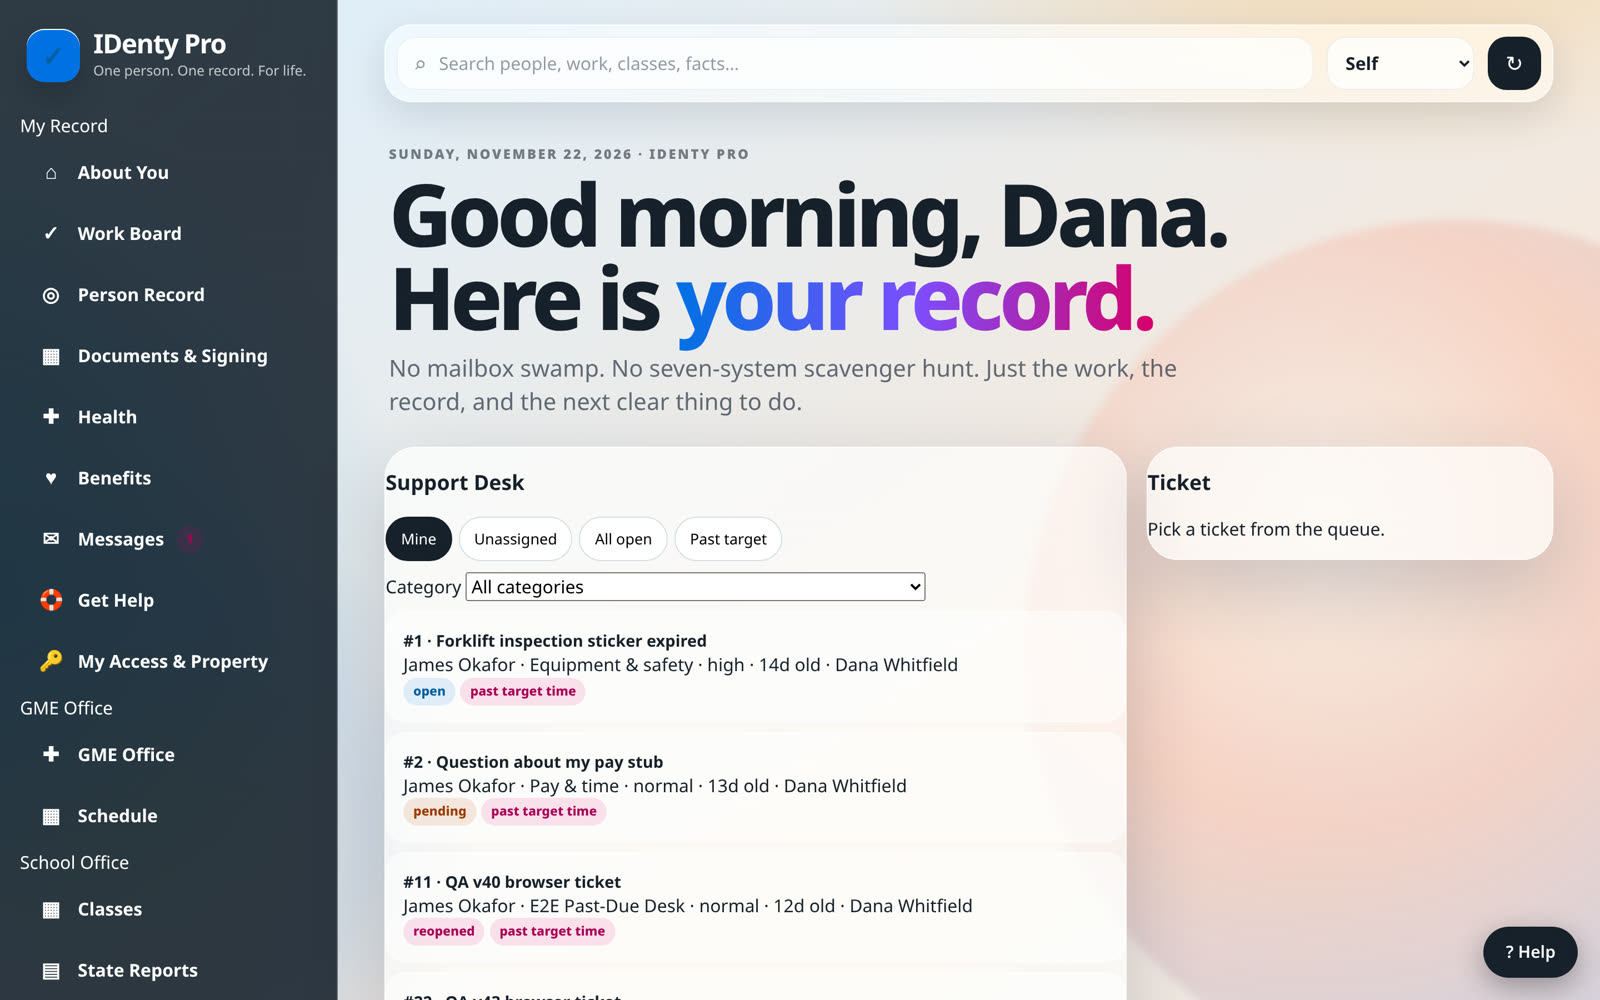 IDenty Pro
One person. One record. For life.
My Record
About You
Work Board
Person Record
Documents & Signing
Health
Benefits
Messages
Get Help
My Access & Property
GME Office
GME Office
Schedule
School Office
Classes
State Reports
Search people, work, classes, facts...
Self
SUNDAY, NOVEMBER 22, 2026 · IDENTY PRO
Good morning, Dana.
Here is your record.
No mailbox swamp. No seven-system scavenger hunt. Just the work, the
record, and the next clear thing to do.
Support Desk
Mine
Unassigned
All open
Past target
Category All categories
#1 · Forklift inspection sticker expired
James Okafor · Equipment & safety · high · 14d old · Dana Whitfield
open past target time
#2 · Question about my pay stub
James Okafor · Pay & time · normal · 13d old · Dana Whitfield
pending past target time
#11 · QA v40 browser ticket
James Okafor · E2E Past-Due Desk · normal · 12d old · Dana Whitfield
reopened past target time
Ticket
Pick a ticket from the queue.
? Help